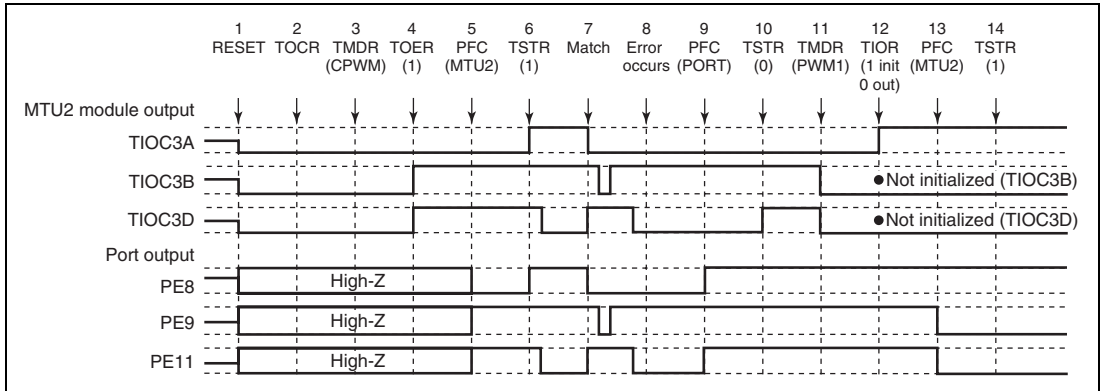 1 2 3 4 5 6 7 8 9 10 11 12 13 14
RESET TOCR TMDR TOER PFC TSTR Match Error PFC TSTR TMDR TIOR PFC TSTR
(CPWM) (1) (MTU2) (1) occurs (PORT) (0) (PWM1) (1 init (MTU2) (1)
0 out)
MTU2 module output
TIOC3A
TIOC3B
●Not initialized (TIOC3B)
TIOC3D
●Not initialized (TIOC3D)
Port output
PE8 High-Z
PE9 High-Z
PE11 High-Z